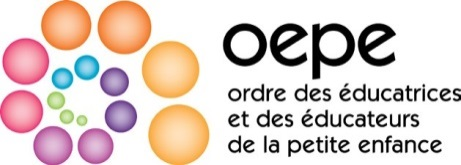 oepe
ordre des éducatrices
et des éducateurs
de la petite enfance